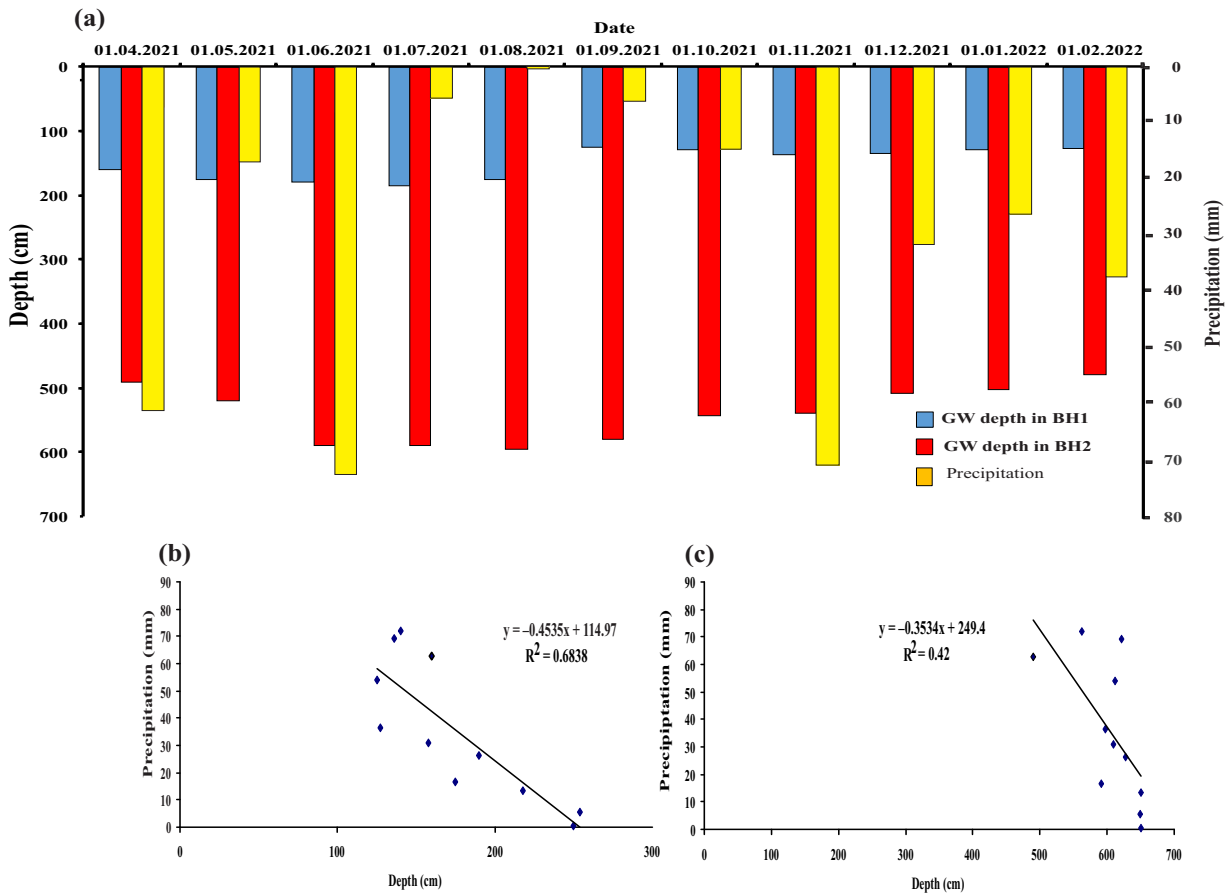 (a)
Date
01.04.2021 01.05.2021 01.06.2021 01.07.2021 01.08.2021 01.09.2021 01.10.2021 01.11.2021 01.12.2021 01.01.2022 01.02.2022
0
100
200
300
400
500
600
700
Depth (cm)
0
10
20
30
40
50
60
70
80
Precipitation (mm)
GW depth in BH1
GW depth in BH2
Precipitation
(b)
90
80
70
60
50
40
30
20
10
0
Precipitation (mm)
y = –0.4535x + 114.97
R2 = 0.6838
0 100 200 300
Depth (cm)
(c)
90
80
70
60
50
40
30
20
10
0
Precipiptation (mm)
y = –0.3534x + 249.4
R2 = 0.42
0 100 200 300 400 500 600 700
Depth (cm)